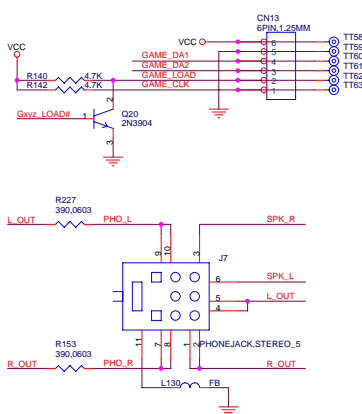 CN13
6PIN,1.25MM
VCC
VCC
6
5
4
3
2
1
TT58
TT59
TT60
TT61
TT62
TT63
GAME_DA1
GAME_DA2
GAME_LOAD
GAME_CLK
R140 4.7K
R142 4.7K
Gxyz_LOAD#
1
2
3
Q20
2N3904
R227
390,0603
L_OUT
PHO_L
SPK_R
9
10
3
J7
6
SPK_L
5
L_OUT
4
PHONEJACK,STEREO_5
11
7
8
1
2
R153
390,0603
R_OUT
PHO_R
R_OUT
L130
FB